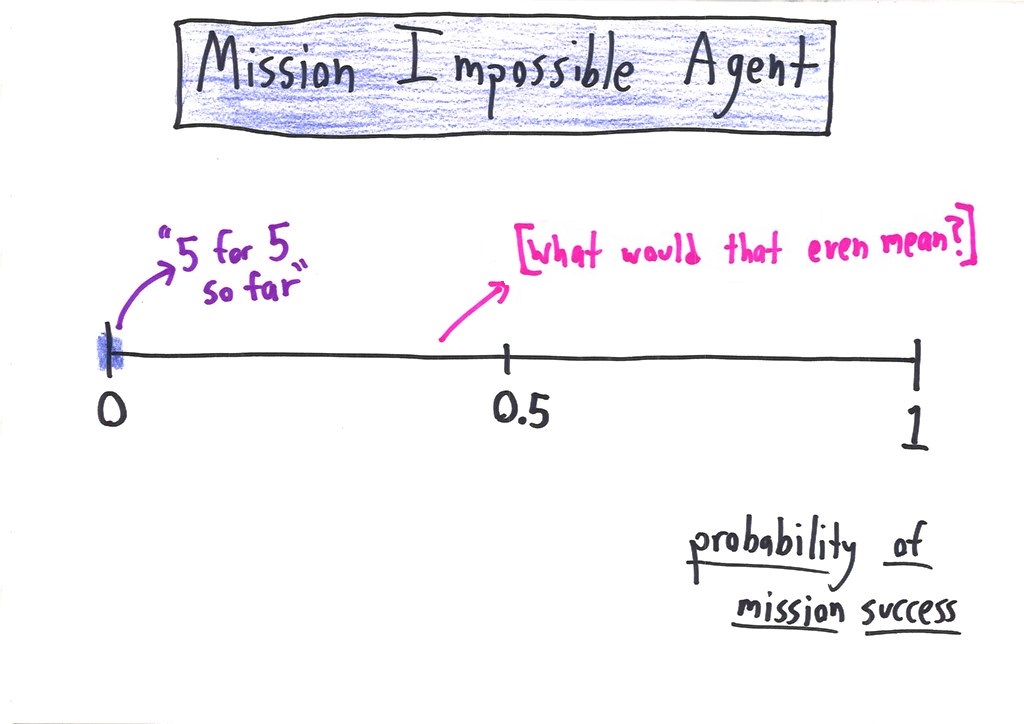 Mission Impossible Agent
"5 for 5
so far"
[what would that even mean?]
0
0.5
1
probability of
mission success